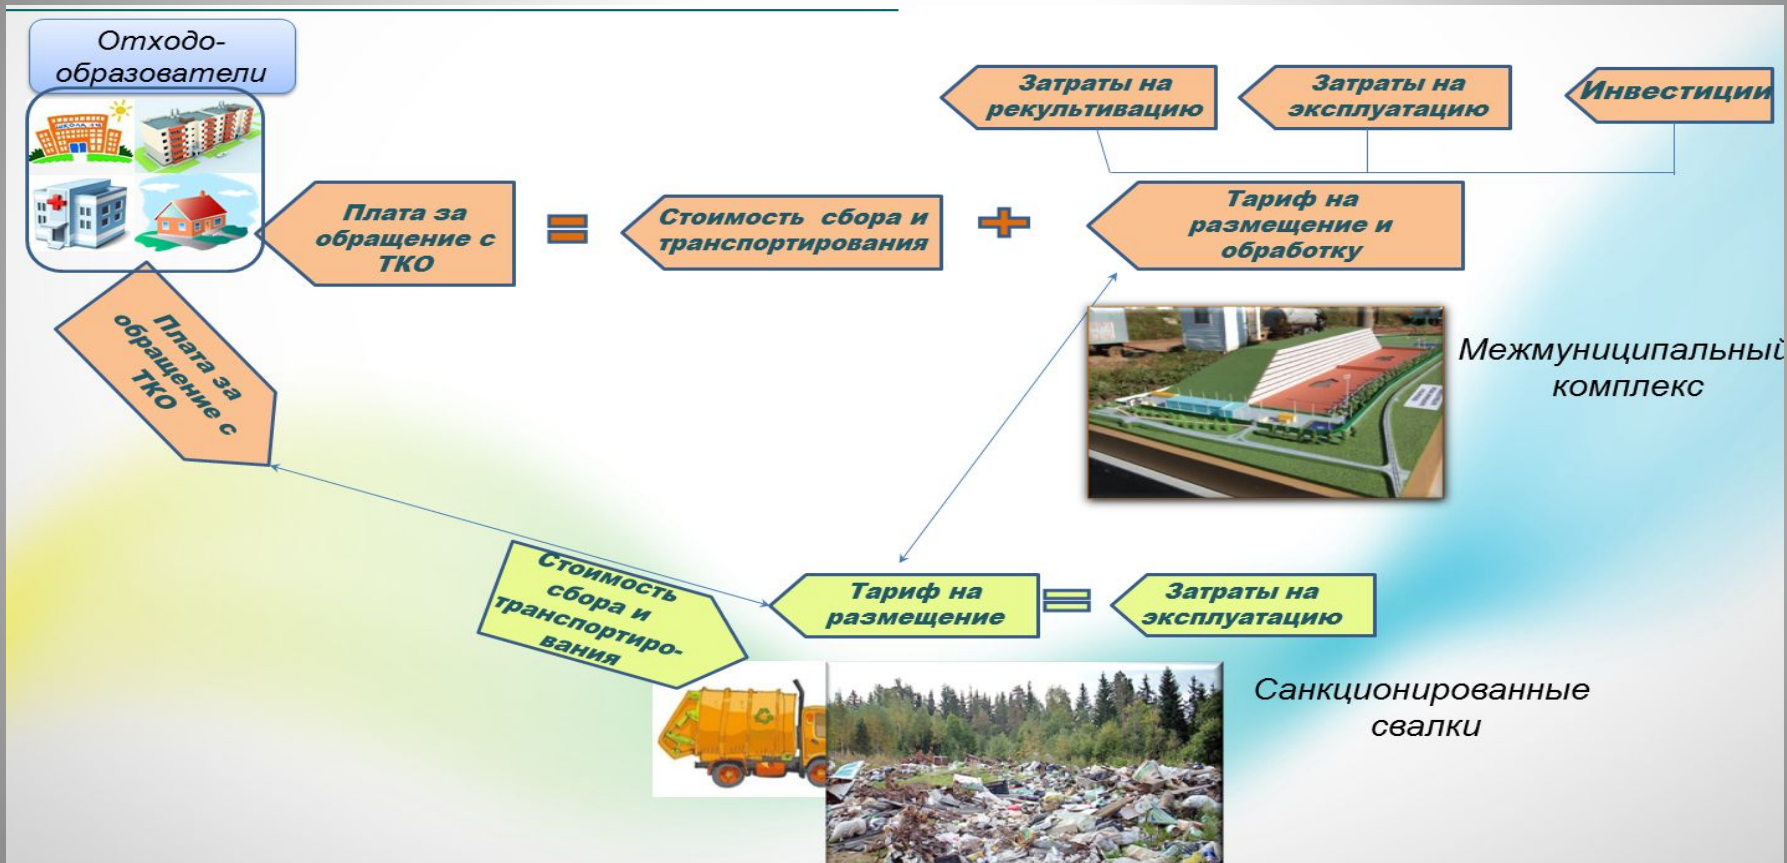 Отходо-
образователи
ШКОЛА
Затраты на
рекультивацию
Затраты на
эксплуатацию
Инвестиции
Плата за
обращение с
ТКО
=
Стоимость сбора и
транспортирования
+
Тариф на
размещение и
обработку
Межмуниципальный
комплекс
Плата за
обращение с
ТКО
Стоимость
сбора и
транспортиро-
вания
Тариф на
размещение
=
Затраты на
эксплуатацию
Санкционированные
свалки